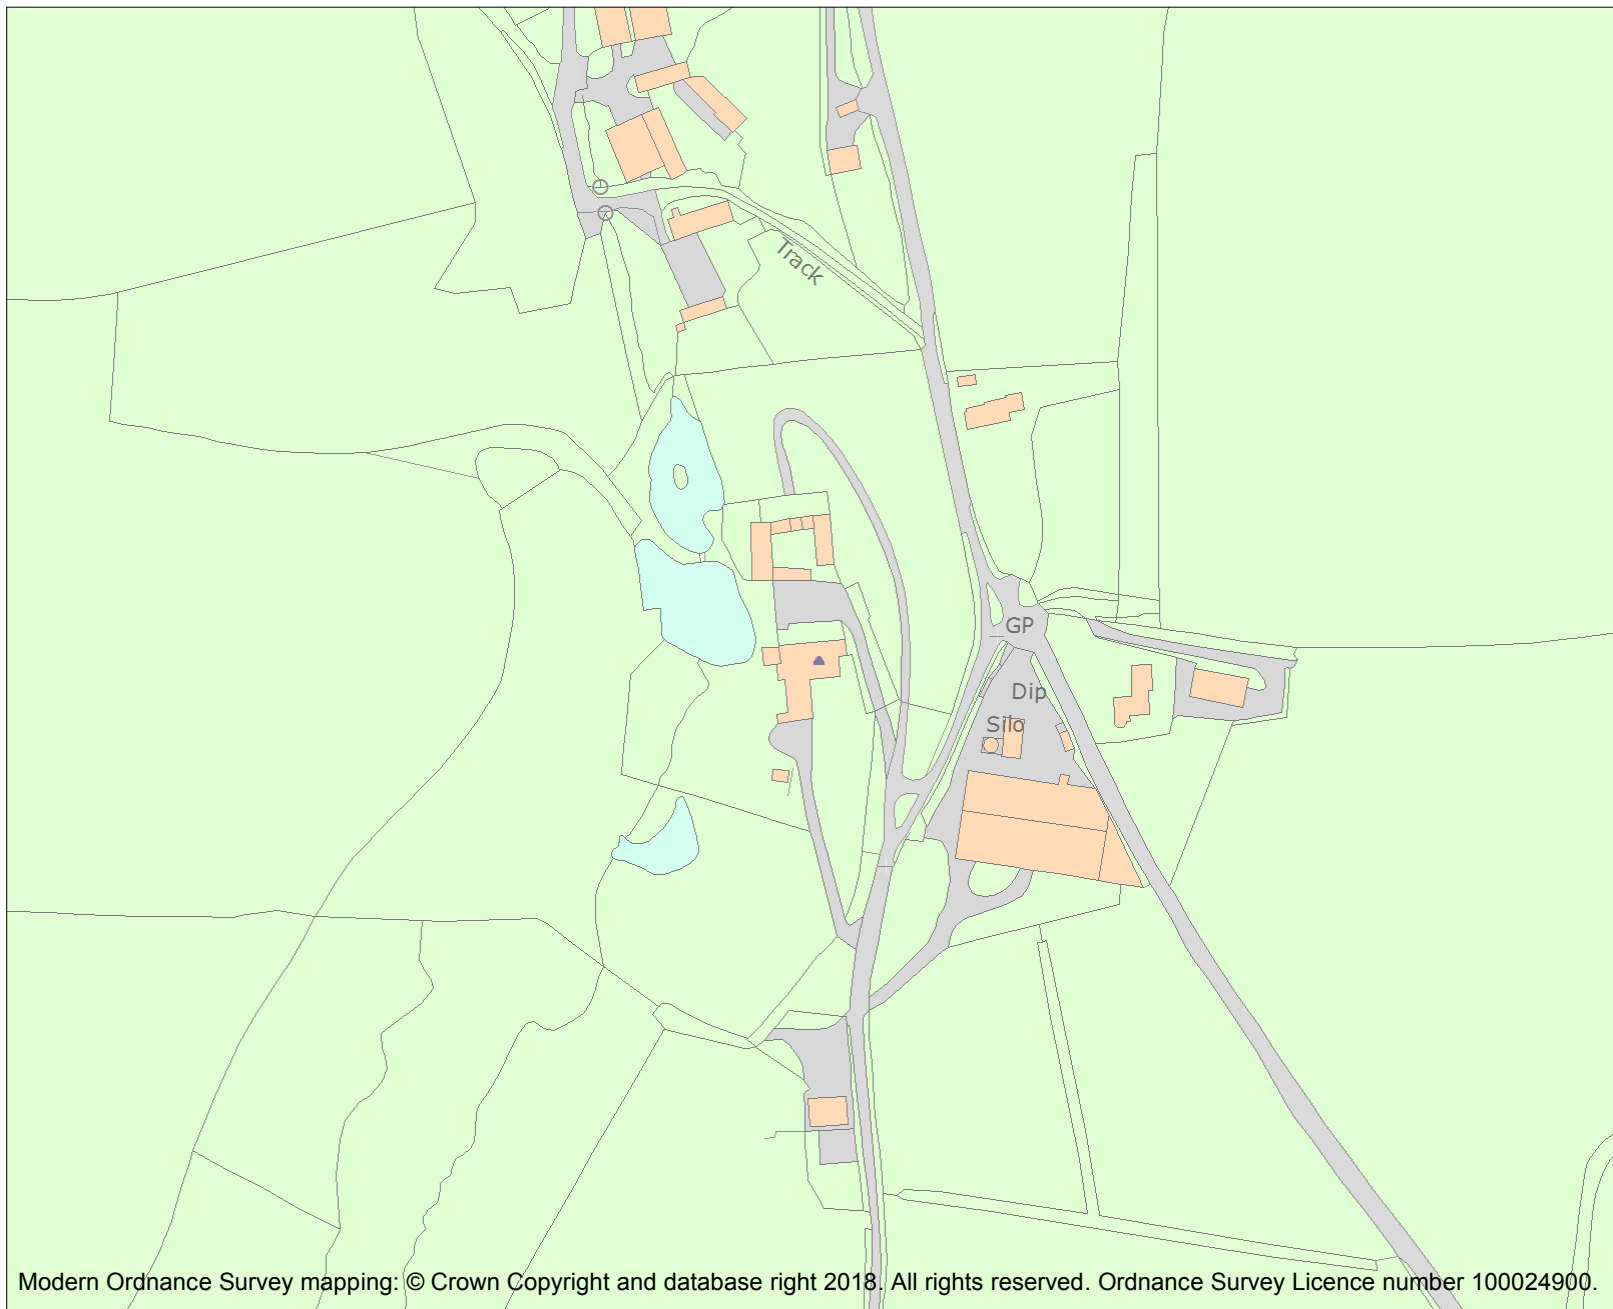 Track
GP
Dip
Silo
Modern Ordnance Survey mapping: © Crown Copyright and database right 2018. All rights reserved. Ordnance Survey Licence number 100024900.